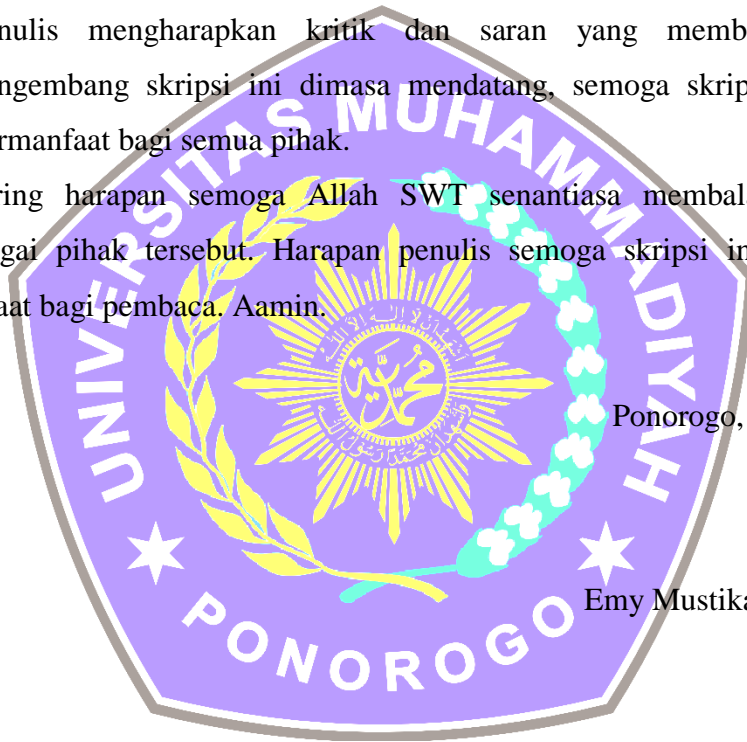 enulis mengharapkan kritik dan saran yang memb
ngembang skripsi ini dimasa mendatang, semoga skrip
rmanfaat bagi semua pihak.
ring harapan semoga Allah SWT senantiasa membal
gai pihak tersebut. Harapan penulis semoga skripsi in
aat bagi pembaca. Aamin.
Ponorogo,
Emy Mustika
UNIVERSITAS MUHAMMADIYAH
PONOROGO
محمدية